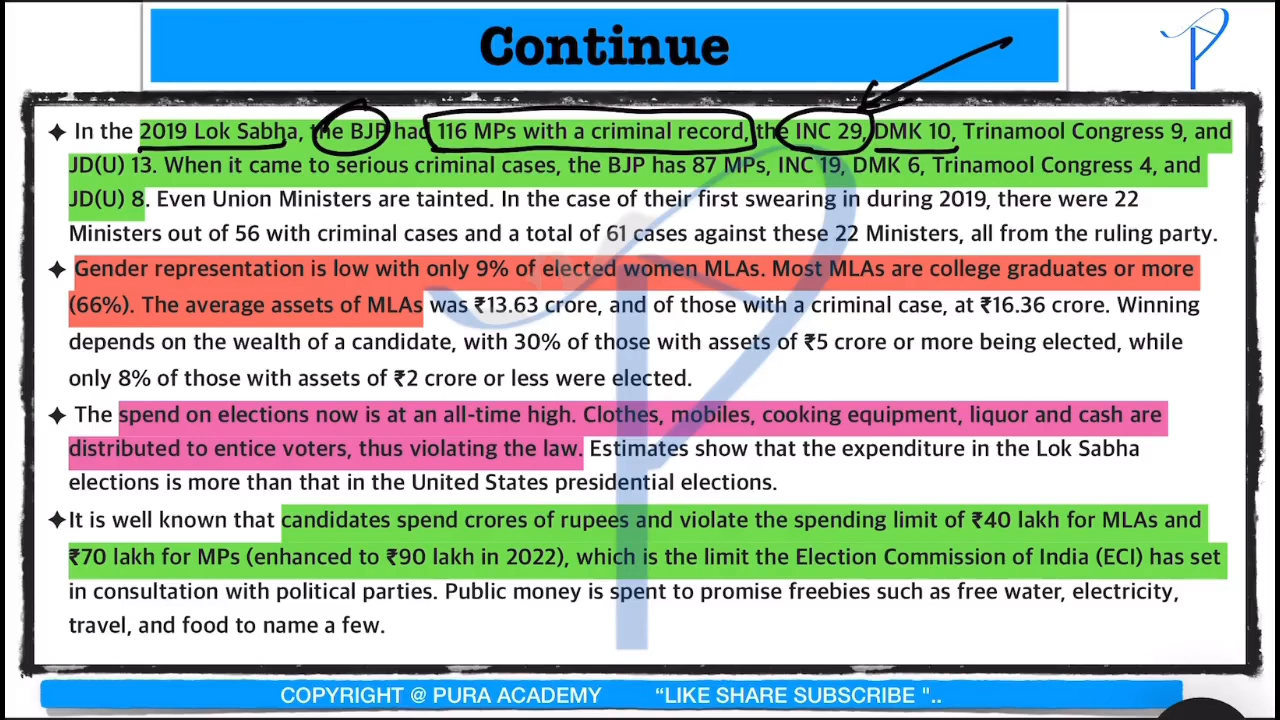 Continue
✦ In the 2019 Lok Sabha, the BJP had 116 MPs with a criminal record, the INC 29, DMK 10, Trinamool Congress 9, and
JD(U) 13. When it came to serious criminal cases, the BJP has 87 MPs, INC 19, DMK 6, Trinamool Congress 4, and
JD(U) 8. Even Union Ministers are tainted. In the case of their first swearing in during 2019, there were 22
Ministers out of 56 with criminal cases and a total of 61 cases against these 22 Ministers, all from the ruling party.
✦ Gender representation is low with only 9% of elected women MLAs. Most MLAs are college graduates or more
(66%). The average assets of MLAs was ₹13.63 crore, and of those with a criminal case, at ₹16.36 crore. Winning
depends on the wealth of a candidate, with 30% of those with assets of ₹5 crore or more being elected, while
only 8% of those with assets of ₹2 crore or less were elected.
✦ The spend on elections now is at an all-time high. Clothes, mobiles, cooking equipment, liquor and cash are
distributed to entice voters, thus violating the law. Estimates show that the expenditure in the Lok Sabha
elections is more than that in the United States presidential elections.
✦It is well known that candidates spend crores of rupees and violate the spending limit of ₹40 lakh for MLAs and
₹70 lakh for MPs (enhanced to ₹90 lakh in 2022), which is the limit the Election Commission of India (ECI) has set
in consultation with political parties. Public money is spent to promise freebies such as free water, electricity,
travel, and food to name a few.
COPYRIGHT @ PURA ACADEMY “LIKE SHARE SUBSCRIBE "..